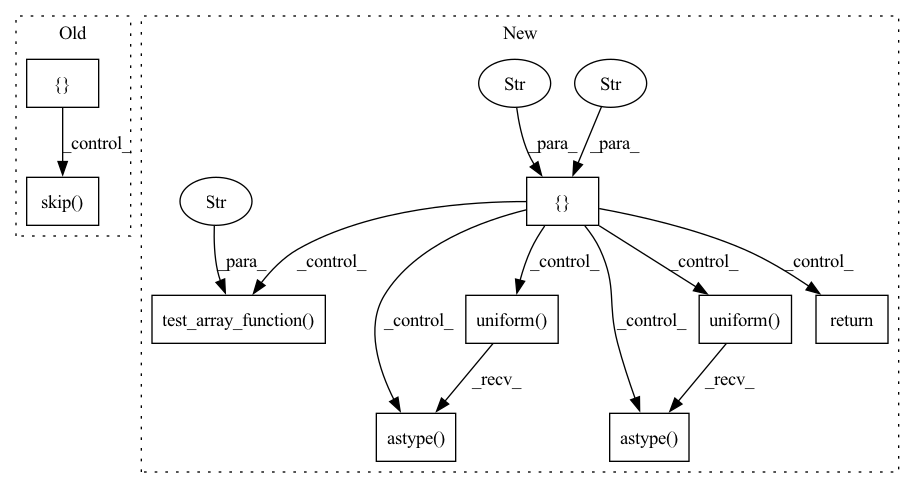 Old
New
{}
Str
Str
_control_
_para_
_para_
skip()
Str
{}
_para_
_control_
_control_
_control_
_control_
test_array_function()
_control_
uniform()
_control_
uniform()
return
_recv_
_recv_
astype()
astype()